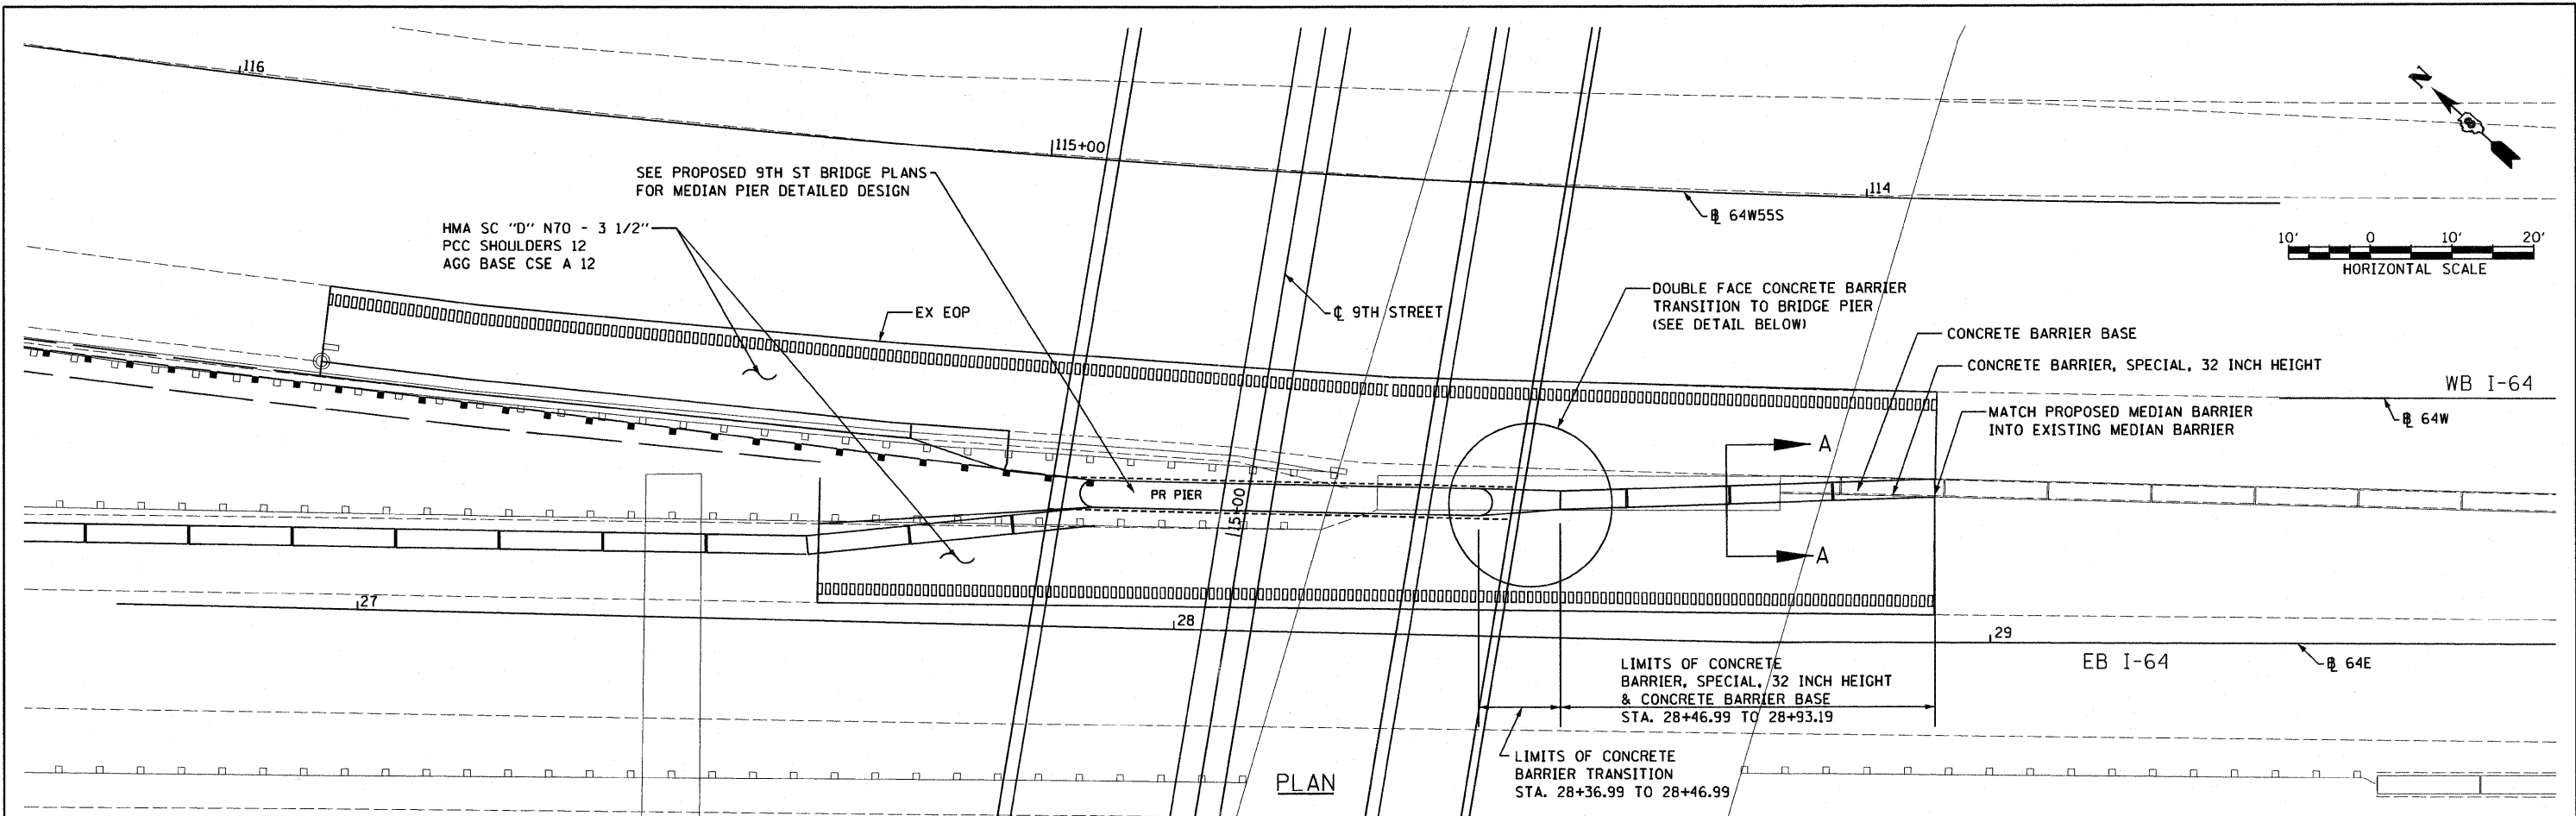 116
115+00
114
N
SEE PROPOSED 9TH ST BRIDGE PLANS
FOR MEDIAN PIER DETAILED DESIGN
HMA SC "D" N70 - 3 1/2"
PCC SHOULDERS 12
AGG BASE CSE A 12
EX EOP
℄ 9TH STREET
64W55S
10' 0 10' 20'
HORIZONTAL SCALE
DOUBLE FACE CONCRETE BARRIER
TRANSITION TO BRIDGE PIER
(SEE DETAIL BELOW)
CONCRETE BARRIER BASE
CONCRETE BARRIER, SPECIAL, 32 INCH HEIGHT
MATCH PROPOSED MEDIAN BARRIER
INTO EXISTING MEDIAN BARRIER
WB I-64
64W
A
A
PR PIER
115+00
27
28
29
EB I-64
64E
LIMITS OF CONCRETE
BARRIER, SPECIAL, 32 INCH HEIGHT
& CONCRETE BARRIER BASE
STA. 28+46.99 TO 28+93.19
LIMITS OF CONCRETE
BARRIER TRANSITION
STA. 28+36.99 TO 28+46.99
PLAN